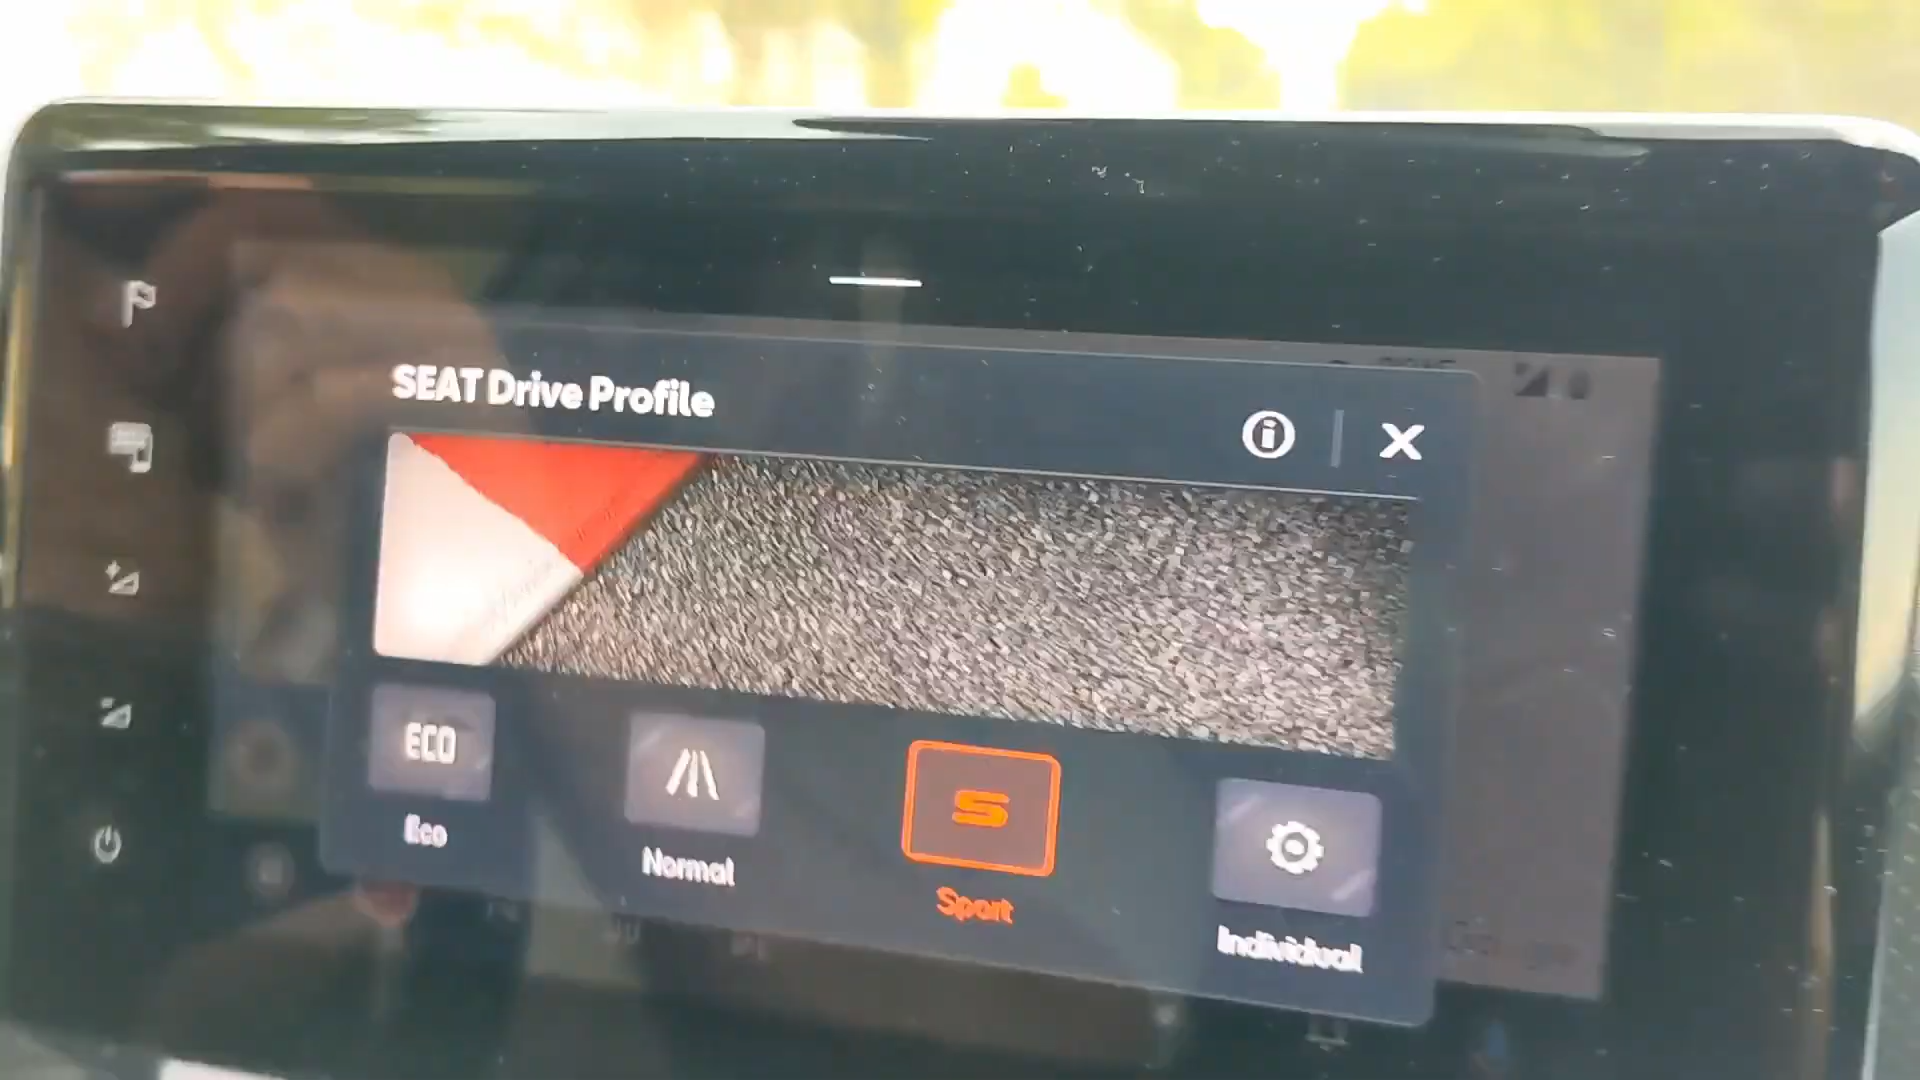 SEAT Drive Profile
ECO
Eco
Normal
S
Sport
Individual